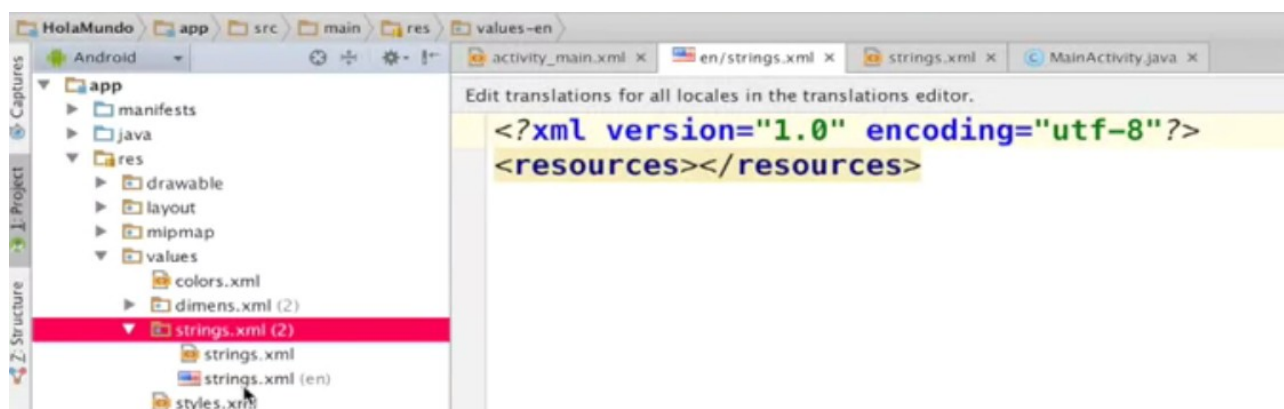 HolaMundo app src main res values-en
Android
activity_main.xml en/strings.xml strings.xml MainActivity.java
Captures
1: Project
Z: Structure
app
manifests
java
res
drawable
layout
mipmap
values
colors.xml
dimens.xml (2)
strings.xml (2)
strings.xml
strings.xml (en)
styles.xml
Edit translations for all locales in the translations editor.
<?xml version="1.0" encoding="utf-8"?>
<resources></resources>